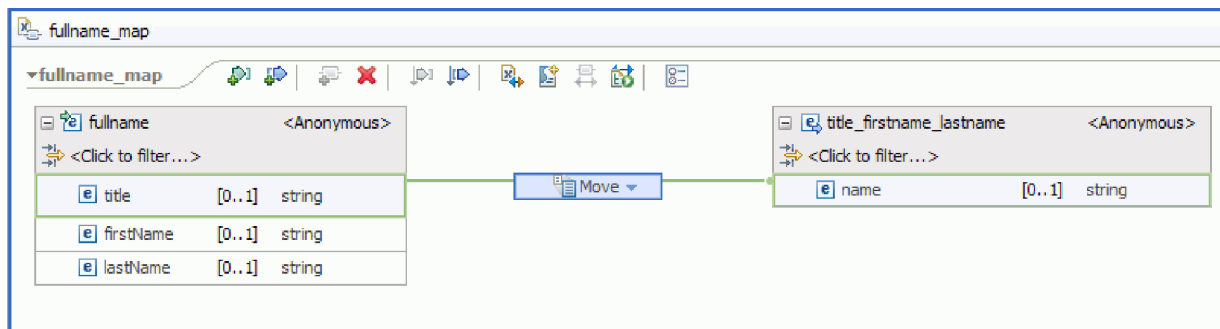 fullname_map
fullname_map
fullname <Anonymous>
<Click to filter...>
title [0..1] string
firstName [0..1] string
lastName [0..1] string
Move
title_firstname_lastname <Anonymous>
<Click to filter...>
name [0..1] string